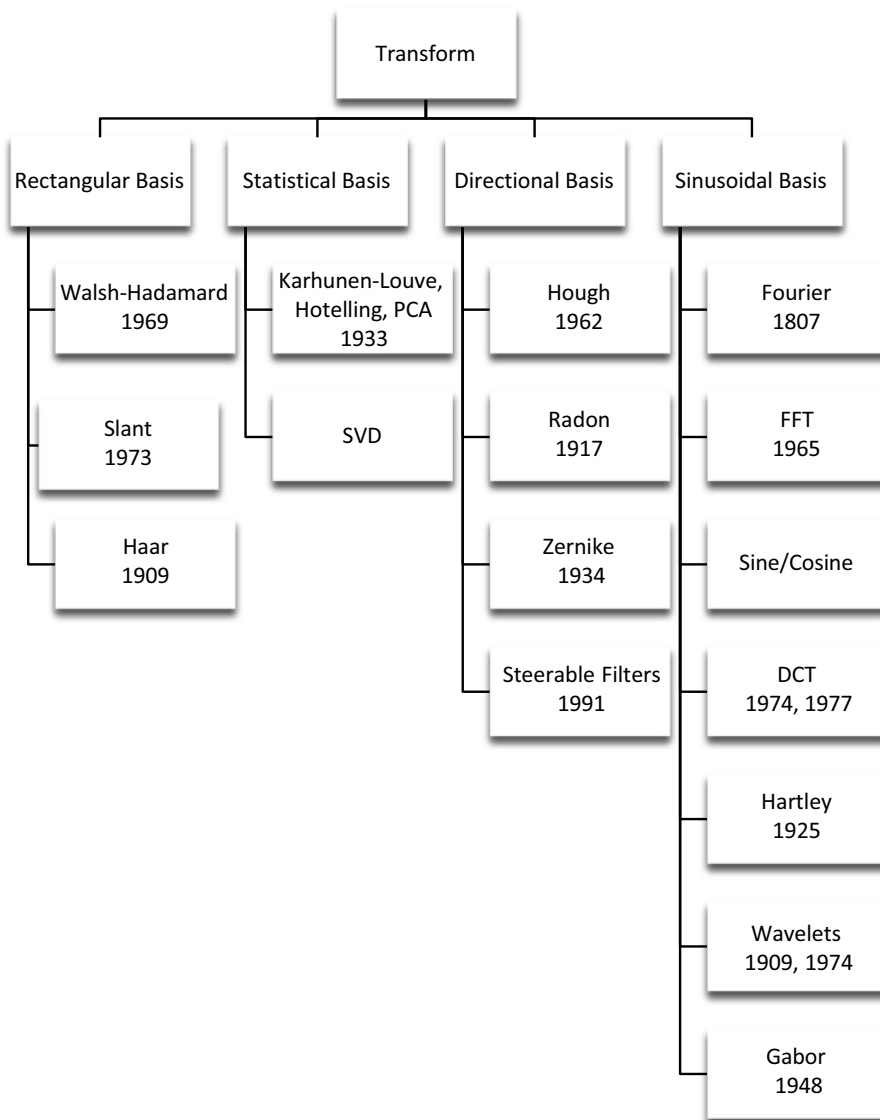 Transform
Rectangular Basis
Statistical Basis
Directional Basis
Sinusoidal Basis
Walsh-Hadamard
1969
Slant
1973
Haar
1909
Karhunen-Louve,
Hotelling, PCA
1933
SVD
Hough
1962
Radon
1917
Zernike
1934
Steerable Filters
1991
Fourier
1807
FFT
1965
Sine/Cosine
DCT
1974, 1977
Hartley
1925
Wavelets
1909, 1974
Gabor
1948